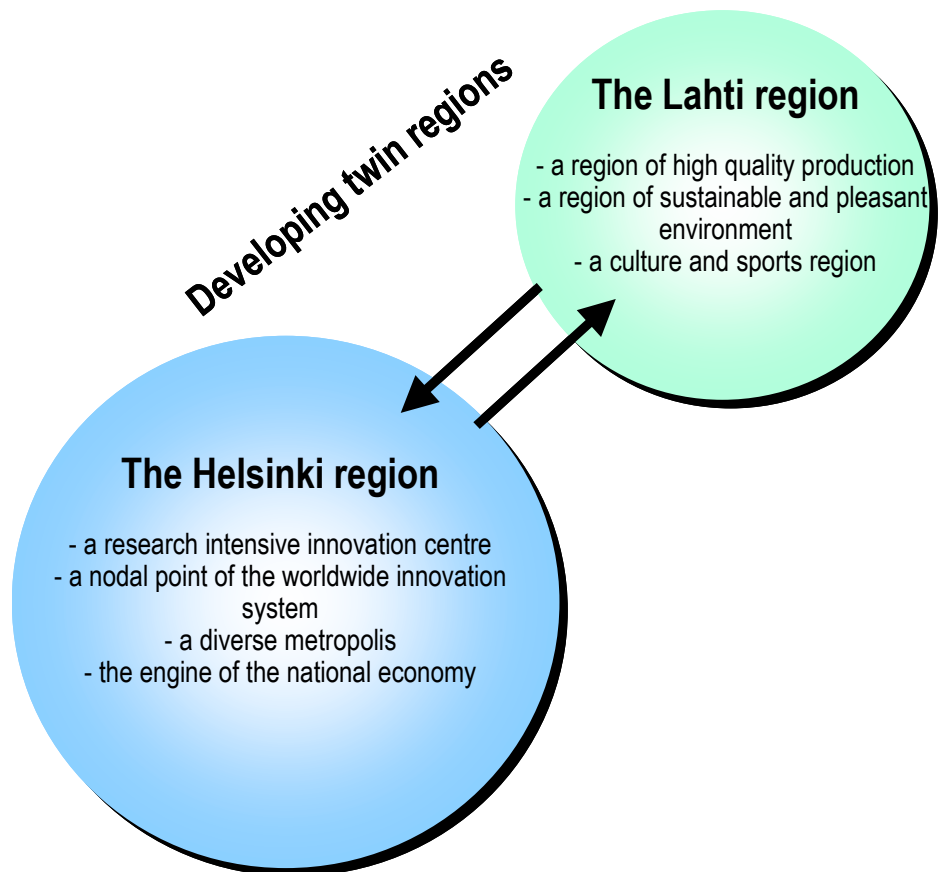 Developing twin regions
The Lahti region
- a region of high quality production
- a region of sustainable and pleasant
environment
- a culture and sports region
The Helsinki region
- a research intensive innovation centre
- a nodal point of the worldwide innovation
system
- a diverse metropolis
- the engine of the national economy